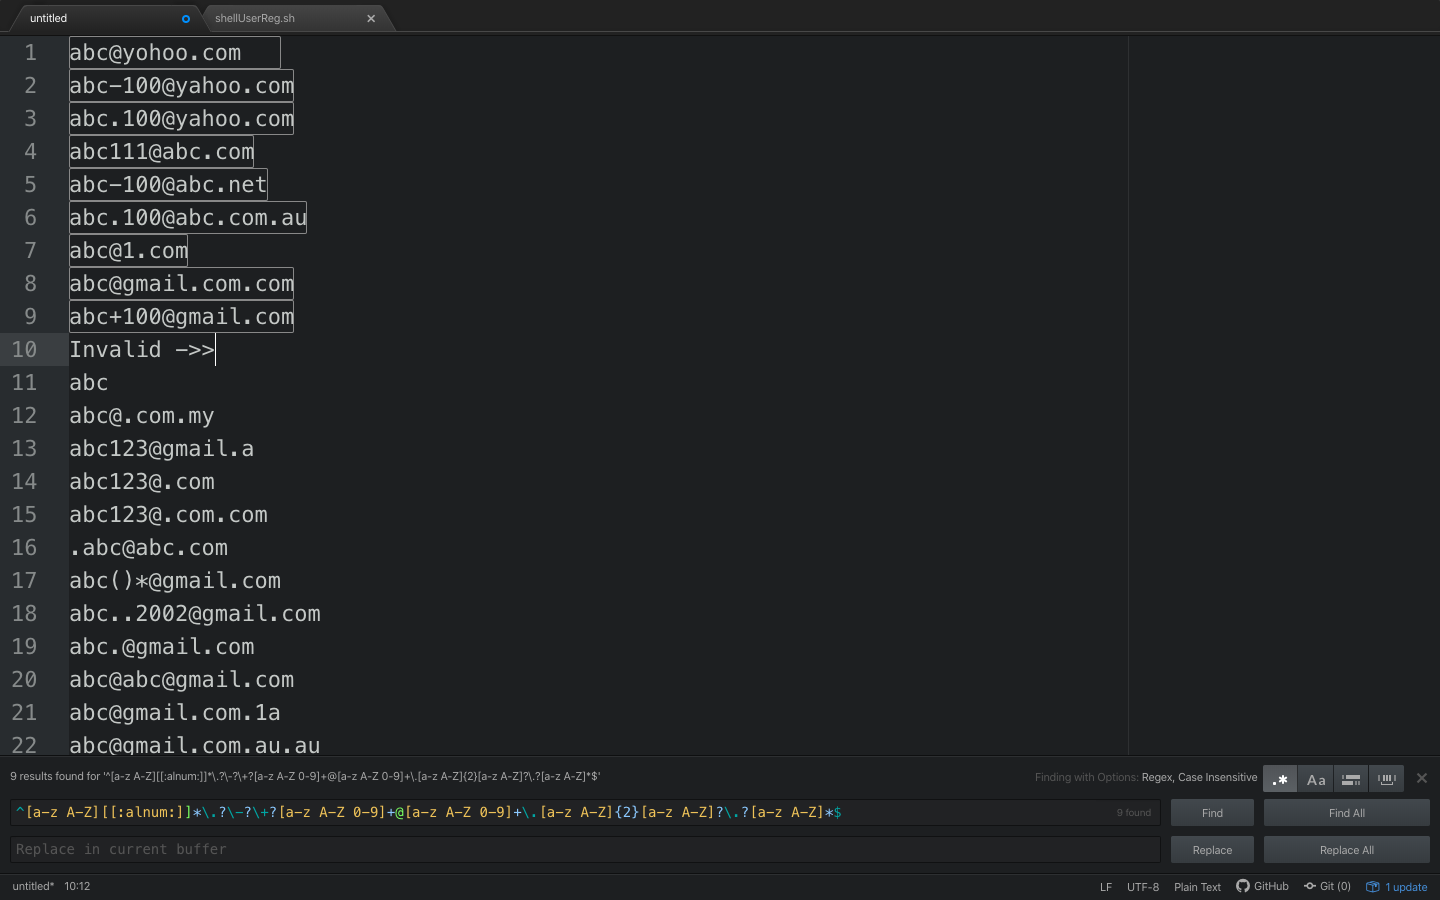 untitled
shellUserReg.sh
1 abc@yohoo.com
2 abc-100@yahoo.com
3 abc.100@yahoo.com
4 abc111@abc.com
5 abc-100@abc.net
6 abc.100@abc.com.au
7 abc@1.com
8 abc@gmail.com.com
9 abc+100@gmail.com
10 Invalid ->>
11 abc
12 abc@.com.my
13 abc123@gmail.a
14 abc123@.com
15 abc123@.com.com
16 .abc@abc.com
17 abc()*@gmail.com
18 abc..2002@gmail.com
19 abc.@gmail.com
20 abc@abc@gmail.com
21 abc@gmail.com.1a
22 abc@gmail.com.au.au
9 results found for '^[a-z A-Z][[:alnum:]]*\.?\-?\+?[a-z A-Z 0-9]+@[a-z A-Z 0-9]+\.[a-z A-Z]{2}[a-z A-Z]?\.?[a-z A-Z]*$'
Finding with Options: Regex, Case Insensitive
.* Aa
^[a-z A-Z][[:alnum:]]*\.?\-?\+?[a-z A-Z 0-9]+@[a-z A-Z 0-9]+\.[a-z A-Z]{2}[a-z A-Z]?\.?[a-z A-Z]*$
9 found
Find
Find All
Replace in current buffer
Replace
Replace All
untitled* 10:12
LF UTF-8 Plain Text GitHub Git (0) 1 update